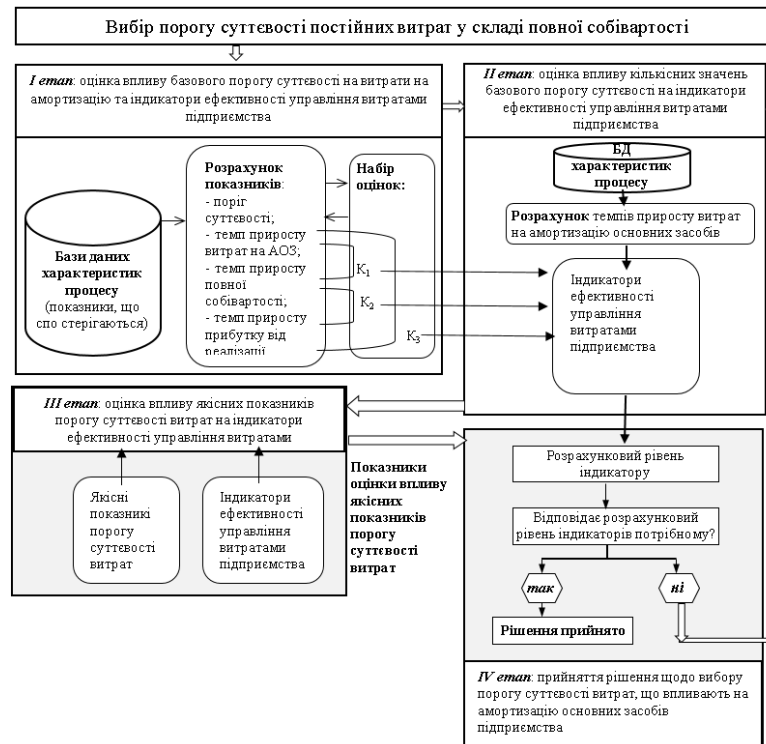 Вибір порогу суттєвості постійних витрат у складі повної собівартості
I етап: оцінка впливу базового порогу суттєвості на витрати на
амортизацію та індикатори ефективності управління витратами
підприємства
Бази даних
характеристик
процесу
(показники, що
спо стерігаються)
Розрахунок
показників:
- поріг
суттєвості;
- темп приросту
витрат на АОЗ;
- темп приросту
повної
собівартості;
- темп приросту
прибутку від
реалізації
Набір
оцінок:
K1
K2
K3
II етап: оцінка впливу кількісних значень
базового порогу суттєвості на індикатори
ефективності управління витратами
підприємства
БД
характеристик
процесу
Розрахунок темпів приросту витрат
на амортизацію основних засобів
Індикатори
ефективності
управління
витратами
підприємства
III етап: оцінка впливу якісних показників
порогу суттєвості витрат на індикатори
ефективності управління витратами
Якісні
показникі
порогу
суттєвості
витрат
Індикатори
ефективності
управління
витратами
підприємства
Показники
оцінки впливу
якісних
показників
порогу
суттєвості
витрат
Розрахунковий рівень
індикатору
Відповідає розрахунковий
рівень індикаторів потрібному?
так
ні
Рішення прийнято
IV етап: прийняття рішення щодо вибору
порогу суттєвості витрат, що впливають на
амортизацію основних засобів
підприємства